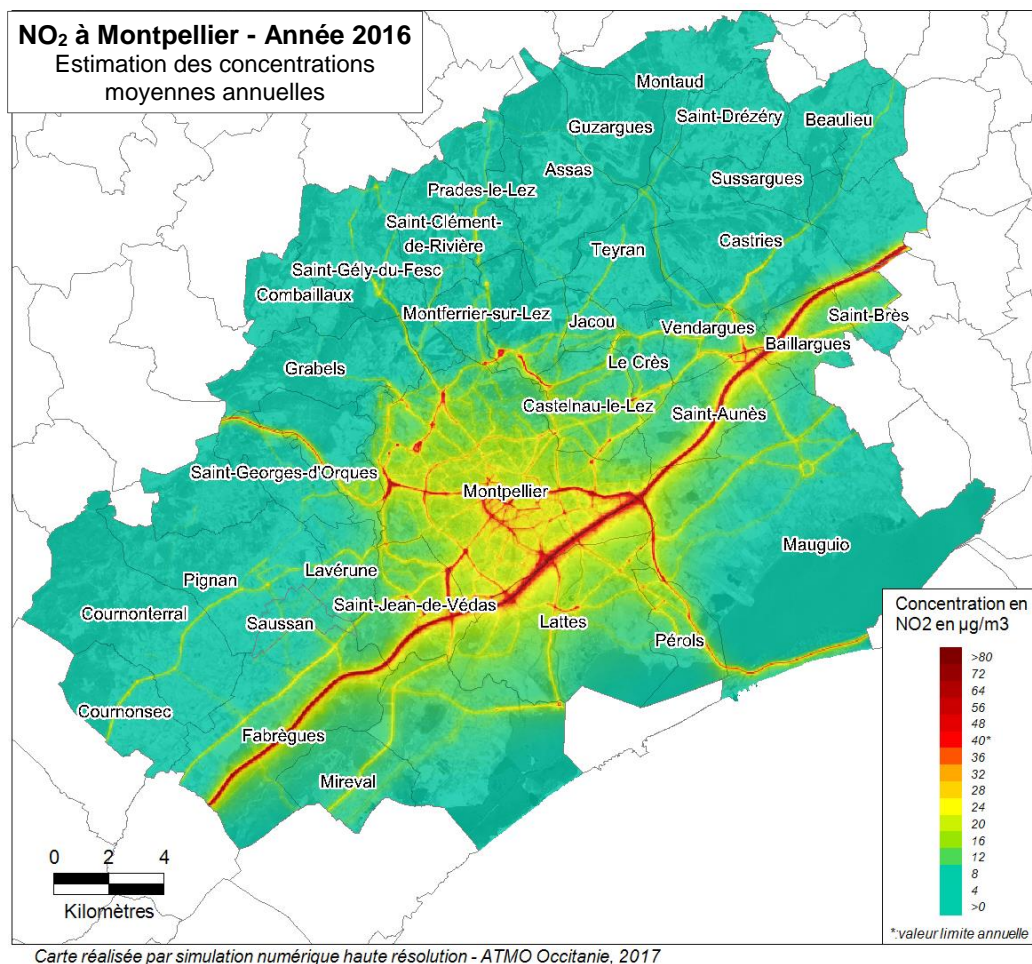 NO₂ à Montpellier - Année 2016
Estimation des concentrations
moyennes annuelles
Montaud
Saint-Drézéry
Beaulieu
Guzargues
Assas
Sussargues
Prades-le-Lez
Saint-Clément-
de-Rivière
Teyran
Castries
Saint-Gély-du-Fesc
Combaillaux
Montferrier-sur-Lez
Jacou
Vendargues
Saint-Brès
Baillargues
Le Crès
Grabels
Castelnau-le-Lez
Saint-Aunès
Saint-Georges-d'Orques
Montpellier
Mauguio
Lavérune
Pignan
Cournonterral
Saint-Jean-de-Védas
Saussan
Lattes
Pérols
Cournonsec
Fabrègues
Mireval
Concentration en
NO2 en µg/m3
>80
72
64
56
48
40*
36
32
28
24
20
16
12
8
4
>0
*:valeur limite annuelle
0 2 4
Kilomètres
Carte réalisée par simulation numérique haute résolution - ATMO Occitanie, 2017